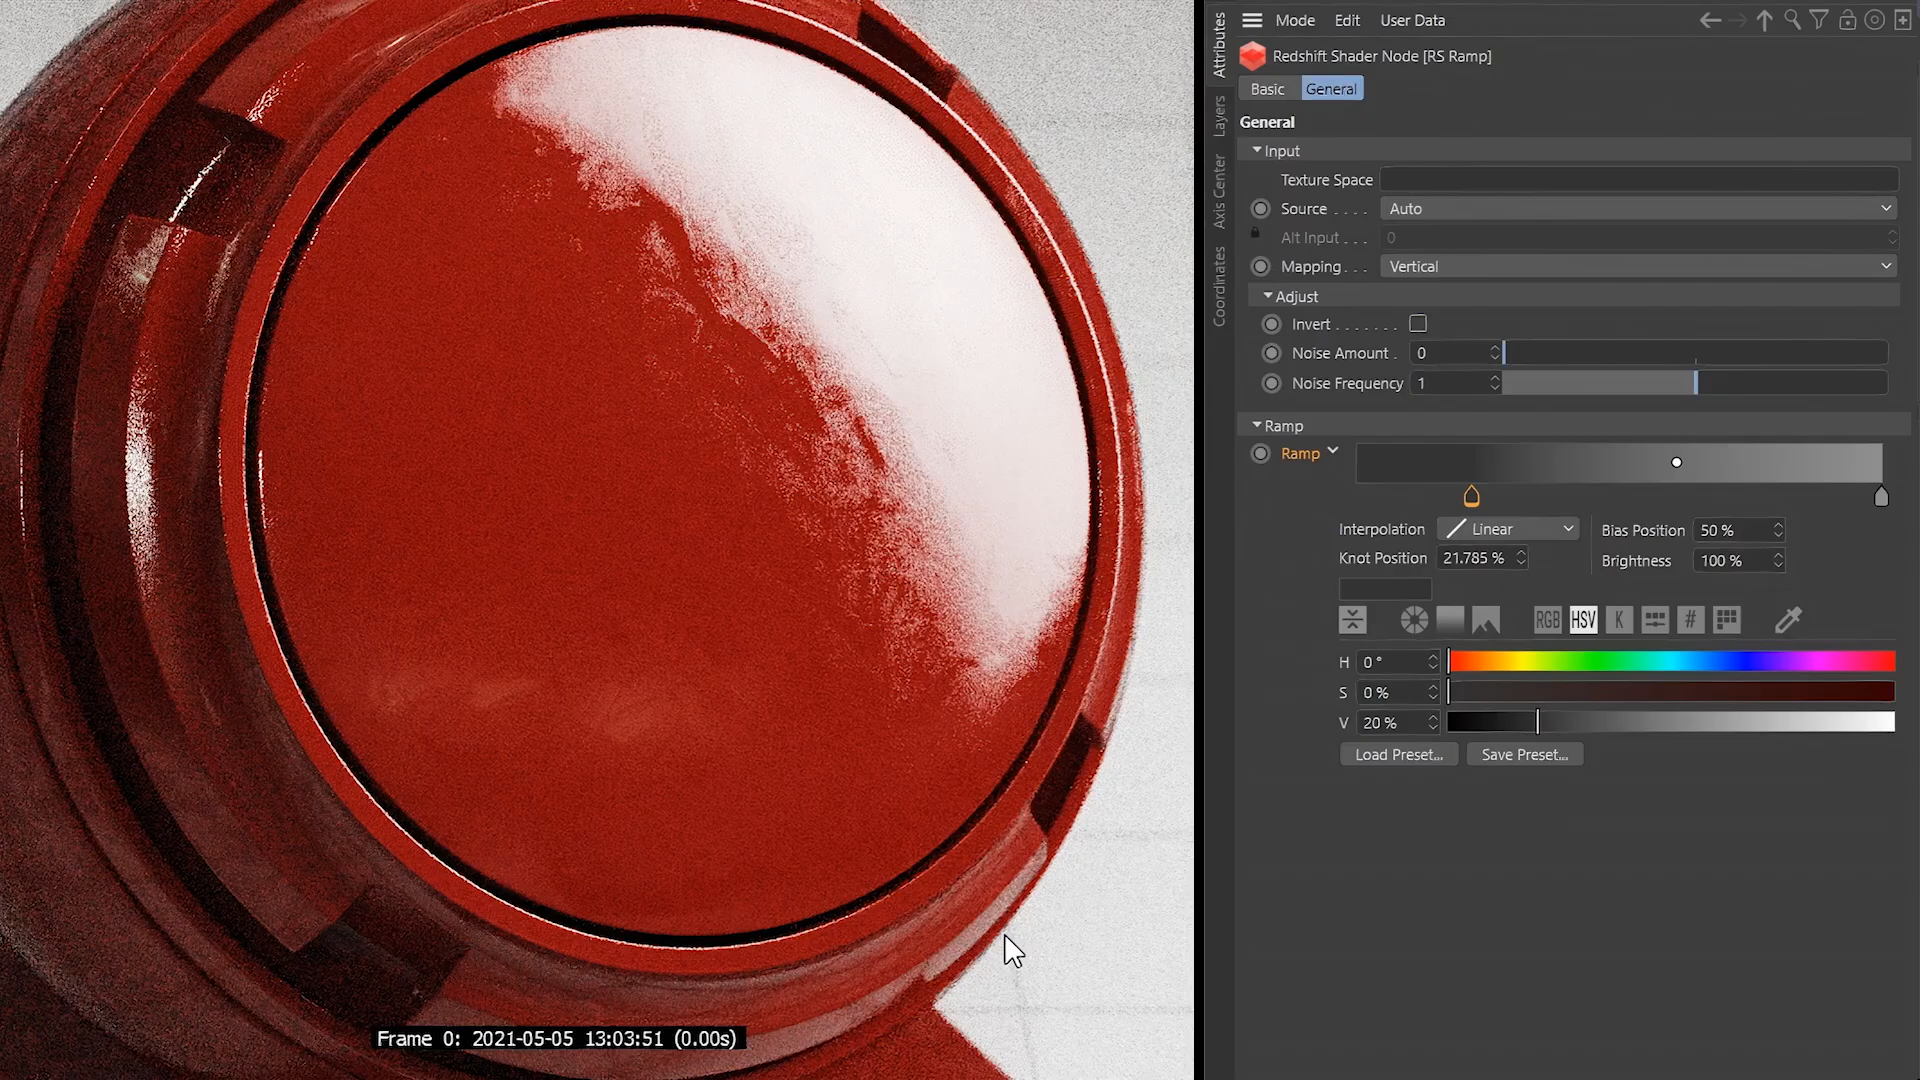 Mode Edit User Data
Redshift Shader Node [RS Ramp]
Basic General
General
Input
Texture Space
Source . . . . Auto
Alt Input . . . 0
Mapping. . . Vertical
Adjust
Invert . . . . . . .
Noise Amount . 0
Noise Frequency 1
Ramp
Ramp
Interpolation Linear Bias Position 50 %
Knot Position 21.785 % Brightness 100 %
RGB HSV K #
H 0 °
S 0 %
V 20 %
Load Preset... Save Preset...
Attributes
Layers
Axis Center
Coordinates
Frame 0: 2021-05-05 13:03:51 (0.00s)